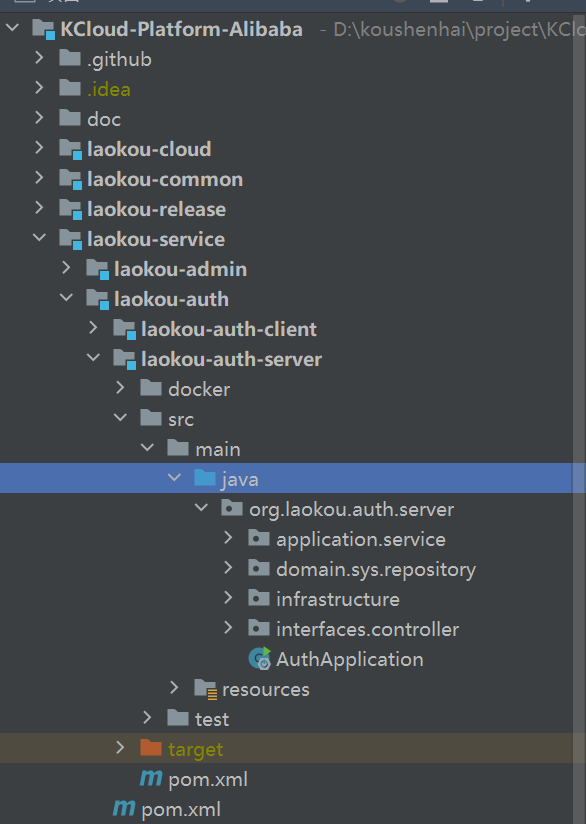 KCloud-Platform-Alibaba - D:\koushenhai\project\KClo
.github
.idea
doc
laokou-cloud
laokou-common
laokou-release
laokou-service
laokou-admin
laokou-auth
laokou-auth-client
laokou-auth-server
docker
src
main
java
org.laokou.auth.server
application.service
domain.sys.repository
infrastructure
interfaces.controller
AuthApplication
resources
test
target
pom.xml
pom.xml